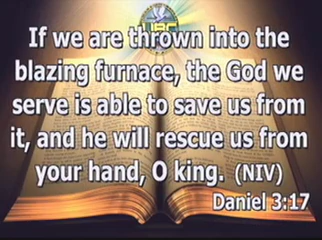 If we are thrown into the
blazing furnace, the God we
serve is able to save us from
it, and he will rescue us from
your hand, O king. (NIV)
Daniel 3:17